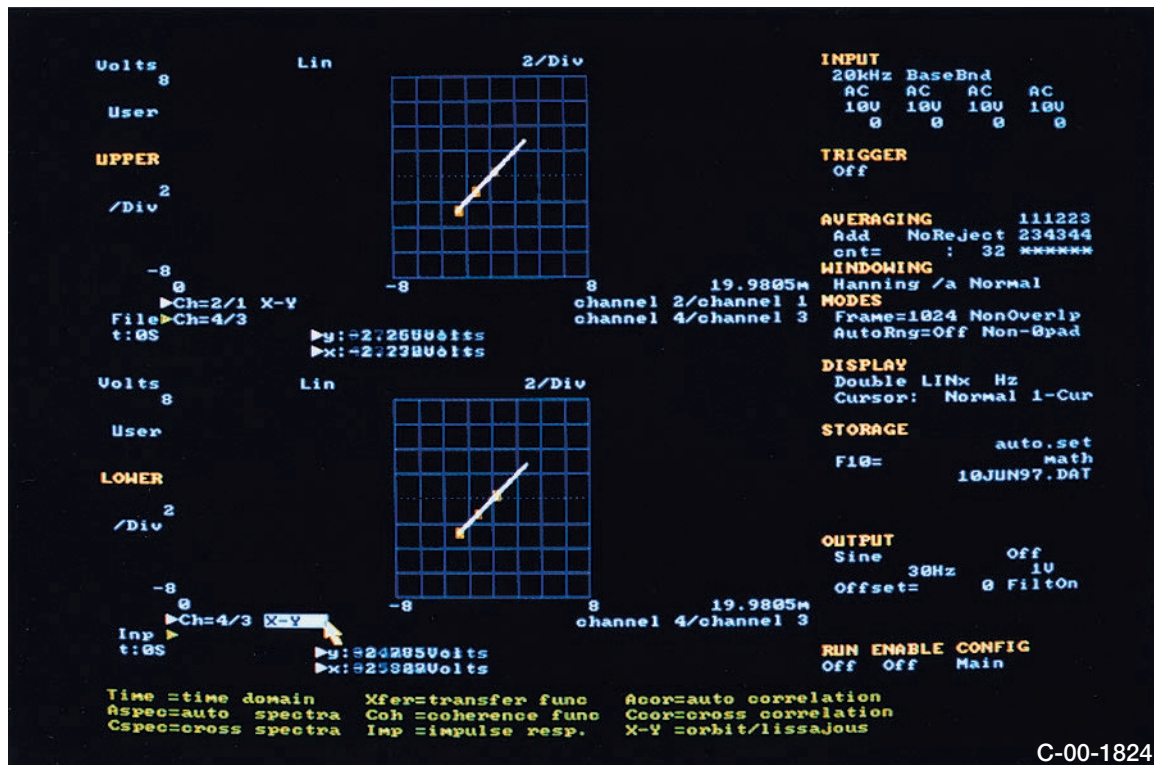 Volts Lin 2/Div
8
User
UPPER
2
/Div
-8
0 -8 8 19.9805m
Ch=2/1 X-Y channel 2/channel 1
File Ch=4/3 channel 4/channel 3
t:0S
y: Volts
x: Volts
Volts Lin 2/Div
8
User
LOWER
2
/Div
-8
0 -8 8 19.9805m
Ch=4/3 X-Y channel 4/channel 3
Inp
t:0S
y: Volts
x: Volts
INPUT
20kHz BaseBnd
AC AC AC AC
10V 10V 10V 10V
0 0 0 0
TRIGGER
Off
AVERAGING 111223
Add NoReject 234344
cnt= : 32 ******
WINDOWING
Hanning /a Normal
MODES
Frame=1024 NonOverlp
AutoRng=Off Non-0pad
DISPLAY
Double LINx Hz
Cursor: Normal 1-Cur
STORAGE
auto.set
F10= math
10JUN97.DAT
OUTPUT
Sine Off
30Hz 1V
Offset= 0 FiltOn
RUN ENABLE CONFIG
Off Off Main
Time =time domain Xfer=transfer func Acor=auto correlation
Aspec=auto spectra Coh =coherence func Ccor=cross correlation
Cspec=cross spectra Imp =impulse resp. X-Y =orbit/lissajous
C-00-1824